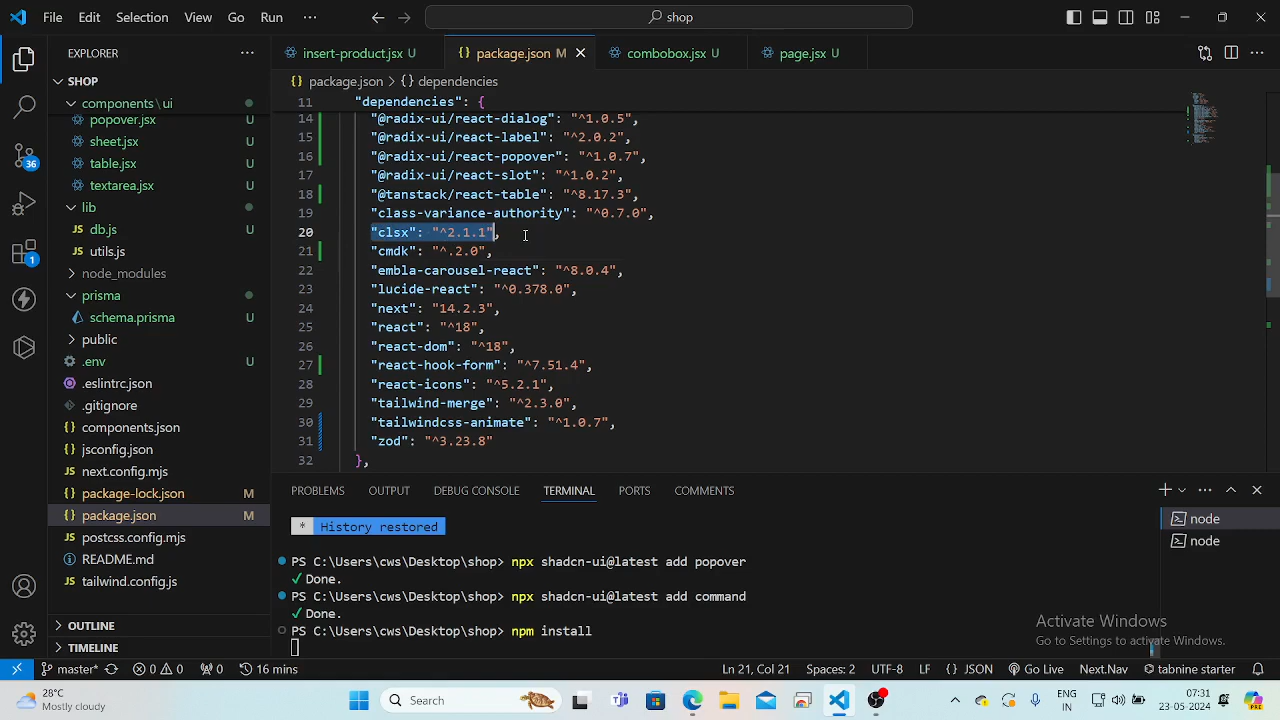 File Edit Selection View Go Run ··· shop
EXPLORER ···
SHOP
components \ ui
popover.jsx U
sheet.jsx U
table.jsx U
textarea.jsx U
lib
db.js U
utils.js
node_modules
prisma
schema.prisma U
public
.env U
.eslintrc.json
.gitignore
components.json
jsconfig.json
next.config.mjs
package-lock.json M
package.json M
postcss.config.mjs
README.md
tailwind.config.js
OUTLINE
TIMELINE
36
1
insert-product.jsx U package.json M combobox.jsx U page.jsx U
package.json > {} dependencies
11 "dependencies": {
14 "@radix-ui/react-dialog": "^1.0.5",
15 "@radix-ui/react-label": "^2.0.2",
16 "@radix-ui/react-popover": "^1.0.7",
17 "@radix-ui/react-slot": "^1.0.2",
18 "@tanstack/react-table": "^8.17.3",
19 "class-variance-authority": "^0.7.0",
20 "clsx": "^2.1.1",
21 "cmdk": "^.2.0",
22 "embla-carousel-react": "^8.0.4",
23 "lucide-react": "^0.378.0",
24 "next": "14.2.3",
25 "react": "^18",
26 "react-dom": "^18",
27 "react-hook-form": "^7.51.4",
28 "react-icons": "^5.2.1",
29 "tailwind-merge": "^2.3.0",
30 "tailwindcss-animate": "^1.0.7",
31 "zod": "^3.23.8"
32 },
PROBLEMS OUTPUT DEBUG CONSOLE TERMINAL PORTS COMMENTS
* History restored
PS C:\Users\cws\Desktop\shop> npx shadcn-ui@latest add popover
✓ Done.
PS C:\Users\cws\Desktop\shop> npx shadcn-ui@latest add command
✓ Done.
PS C:\Users\cws\Desktop\shop> npm install
node
node
Activate Windows
Go to Settings to activate Windows.
master* 0 0 0 16 mins Ln 21, Col 21 Spaces: 2 UTF-8 LF {} JSON Go Live Next.Nav tabnine starter
28°C
Mostly cloudy
Search
ENG
IN
07:31
23-05-2024